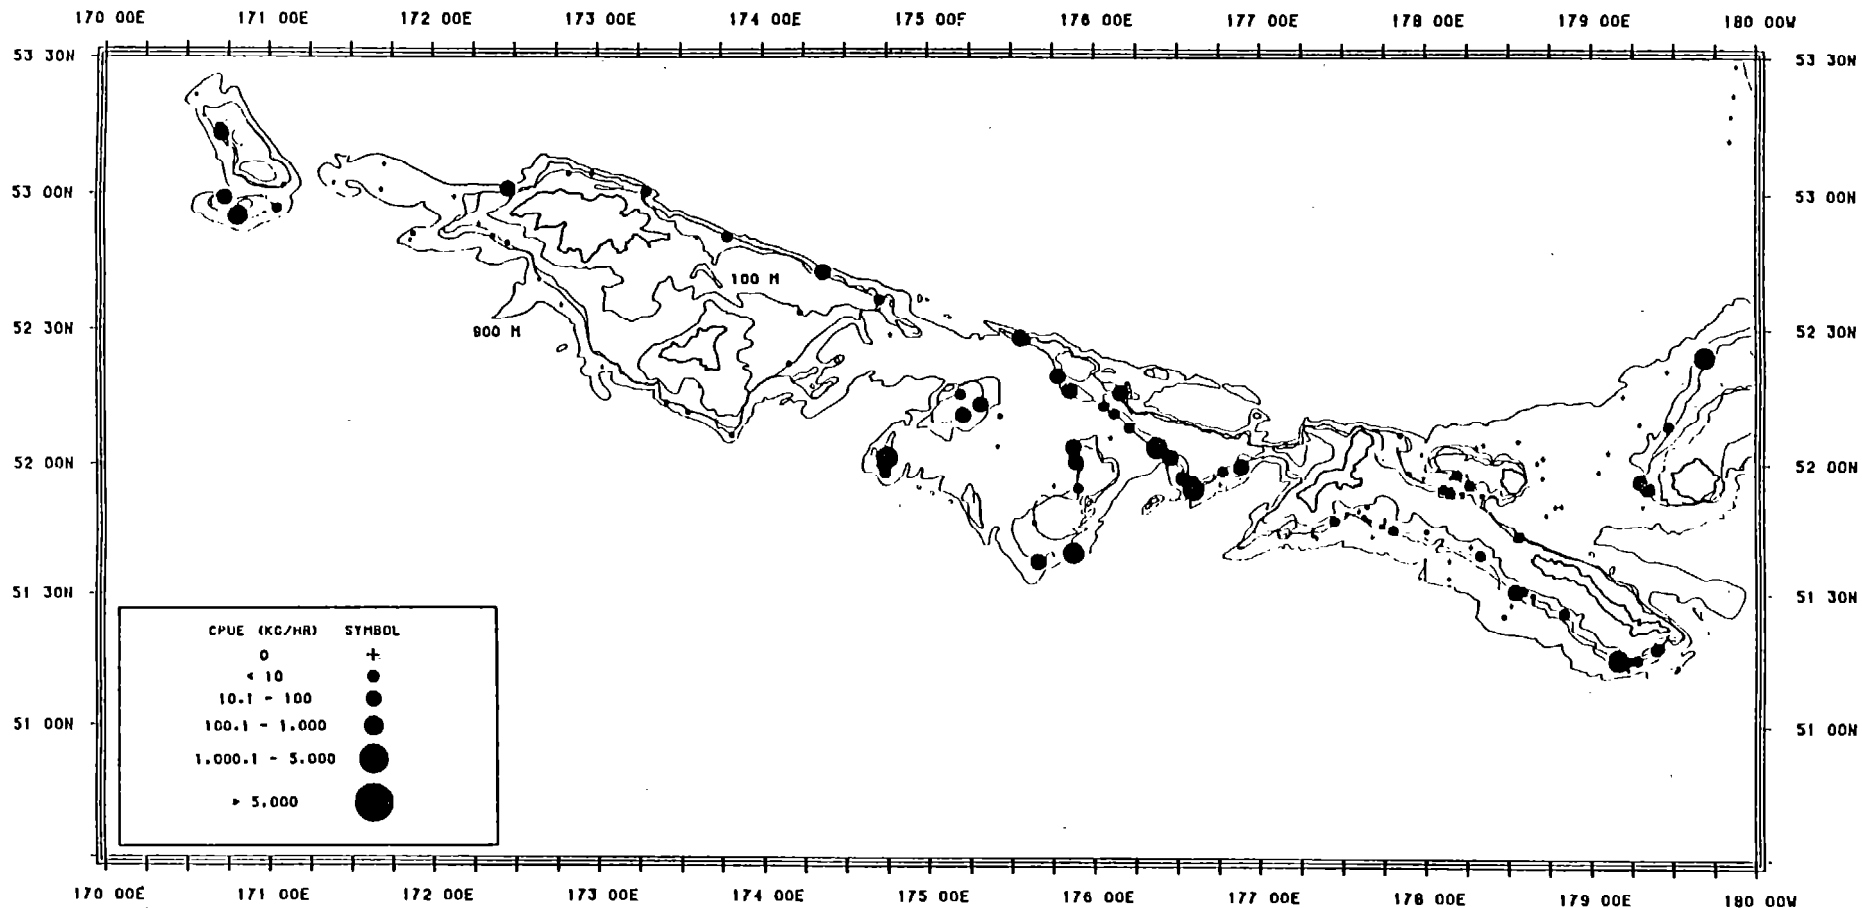 170 00E 171 00E 172 00E 173 00E 174 00E 175 00E 176 00E 177 00E 178 00E 179 00E 180 00W
53 30N 53 30N
53 00N 53 00N
100 M
52 30N 900 M 52 30N
52 00N 52 00N
51 30N 51 30N
CPUE (KG/HR) SYMBOL
0 +
< 10
10.1 - 100
100.1 - 1.000
51 00N 51 00N
1.000.1 - 5.000
> 5.000
170 00E 171 00E 172 00E 173 00E 174 00E 175 00E 176 00E 177 00E 178 00E 179 00E 180 00W